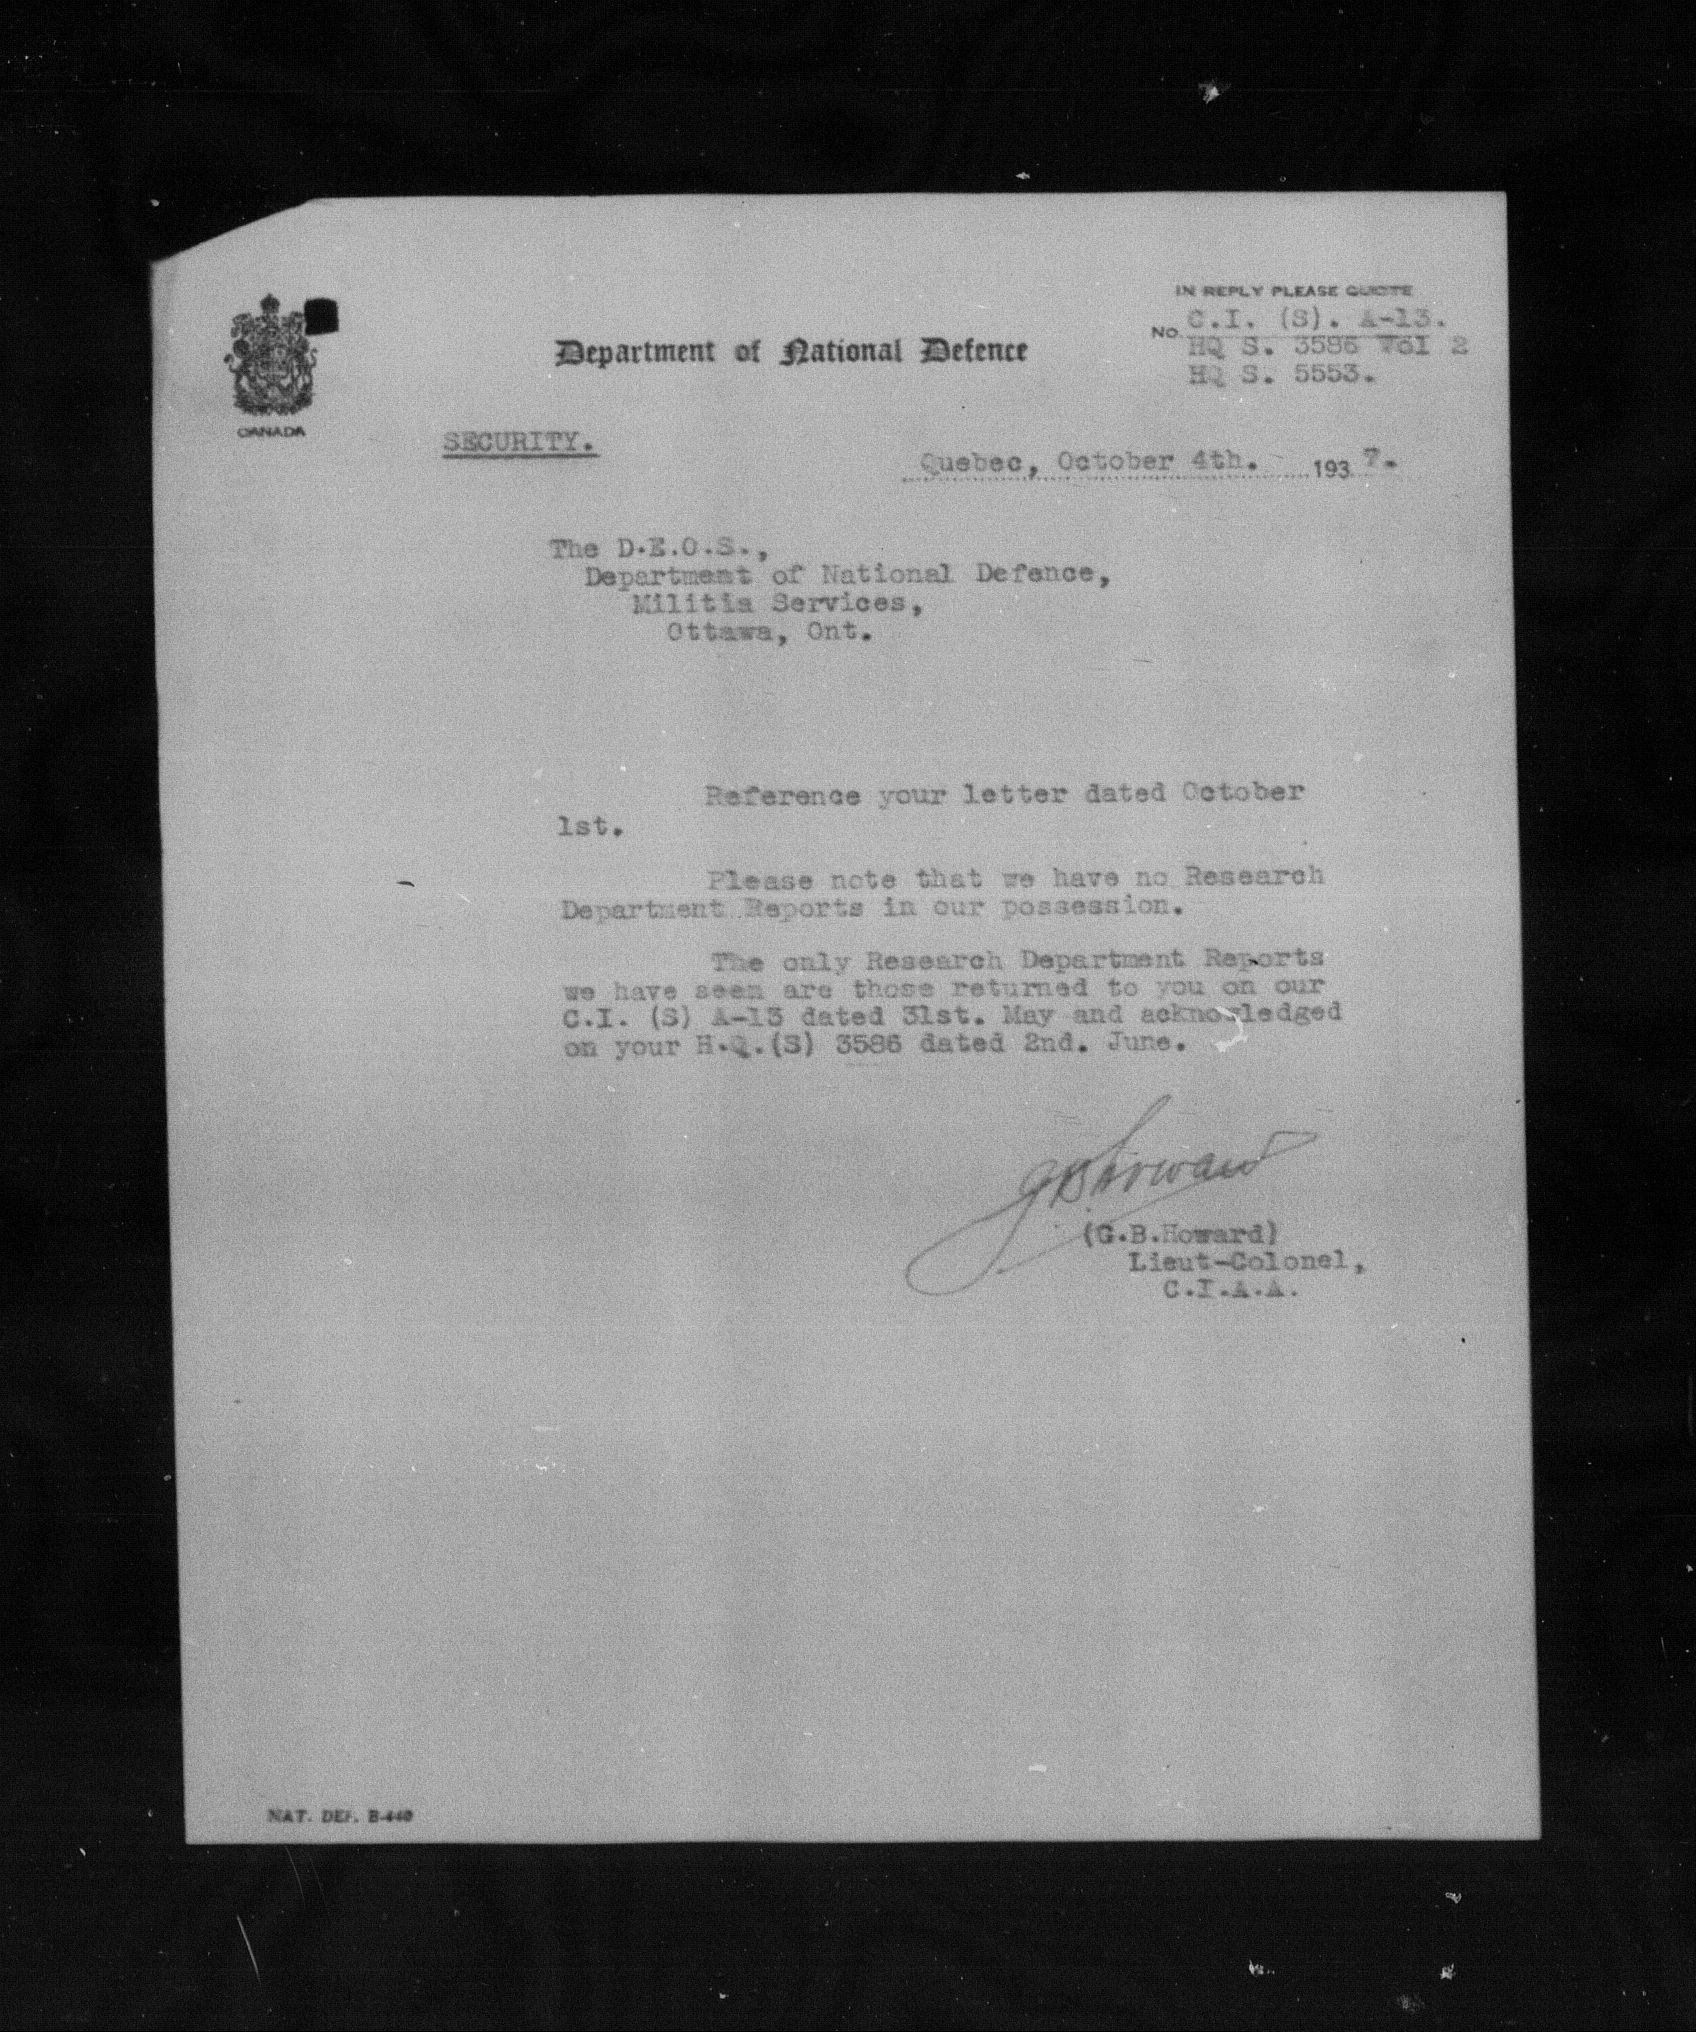 IN REPLY PLEASE QUOTE
No. C.I. (S). A-13.
HQ S. 3586 Vol 2
HQ S. 5553.
Department of National Defence
CANADA
SECURITY.
Quebec, October 4th. 1937.
The D.E.O.S.,
Department of National Defence,
Militia Services,
Ottawa, Ont.
Reference your letter dated October
1st.
Please note that we have no Research
Department Reports in our possession.
The only Research Department Reports
we have seen are those returned to you on our
C.I. (S) A-13 dated 31st. May and acknowledged
on your H.Q.(S) 3586 dated 2nd. June.
GBHoward
(G.B.Howard)
Lieut-Colonel,
C.I.A.A.
NAT. DEF. B-440